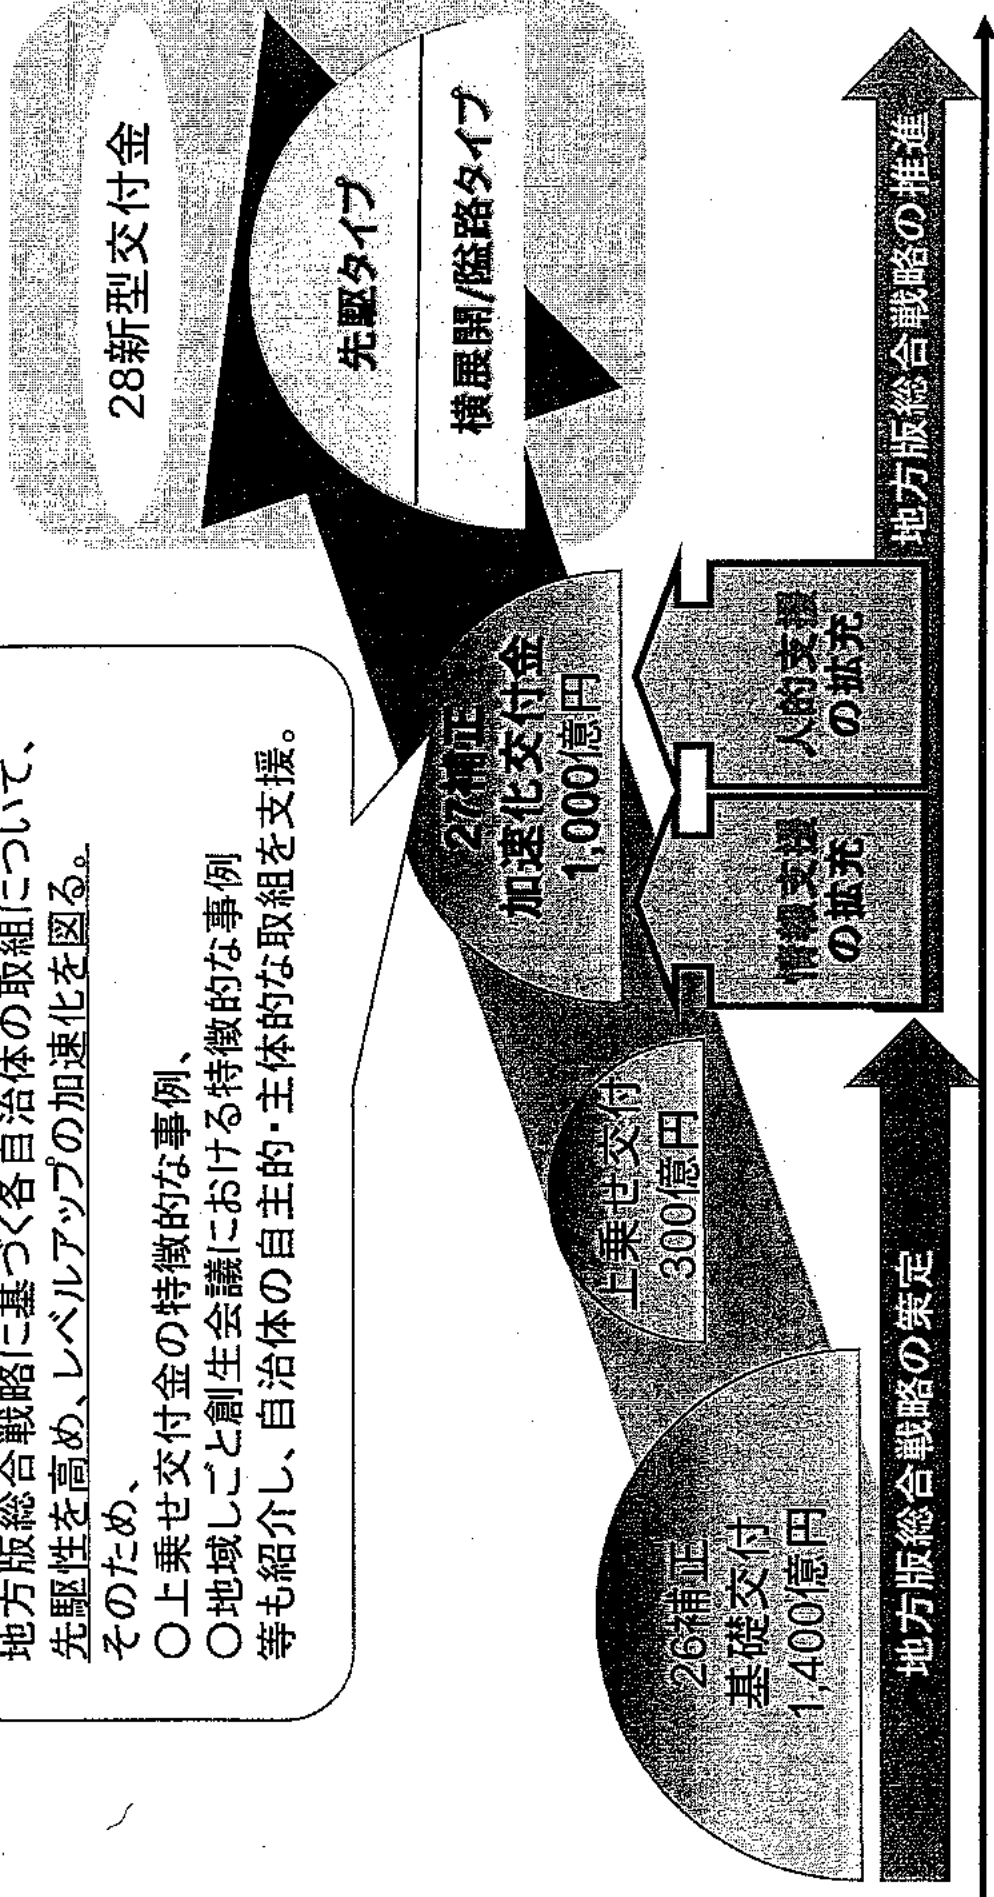 地方版総合戦略に基づく各自治体の取組について、
先駆性を高め、レベルアップの加速化を図る。
そのため、
○上乗せ交付金の特徴的な事例、
○地域しごと創生会議における特徴的な事例
等も紹介し、自治体の自主的・主体的な取組を支援。
28新型交付金
先駆タイプ
横展開/隘路タイプ
27補正
加速化交付金
1,000億円
上乗せ交付
300億円
26補正
基礎交付
1,400億円
情報支援
の拡充
人的支援
の拡充
地方版総合戦略の策定
地方版総合戦略の推進